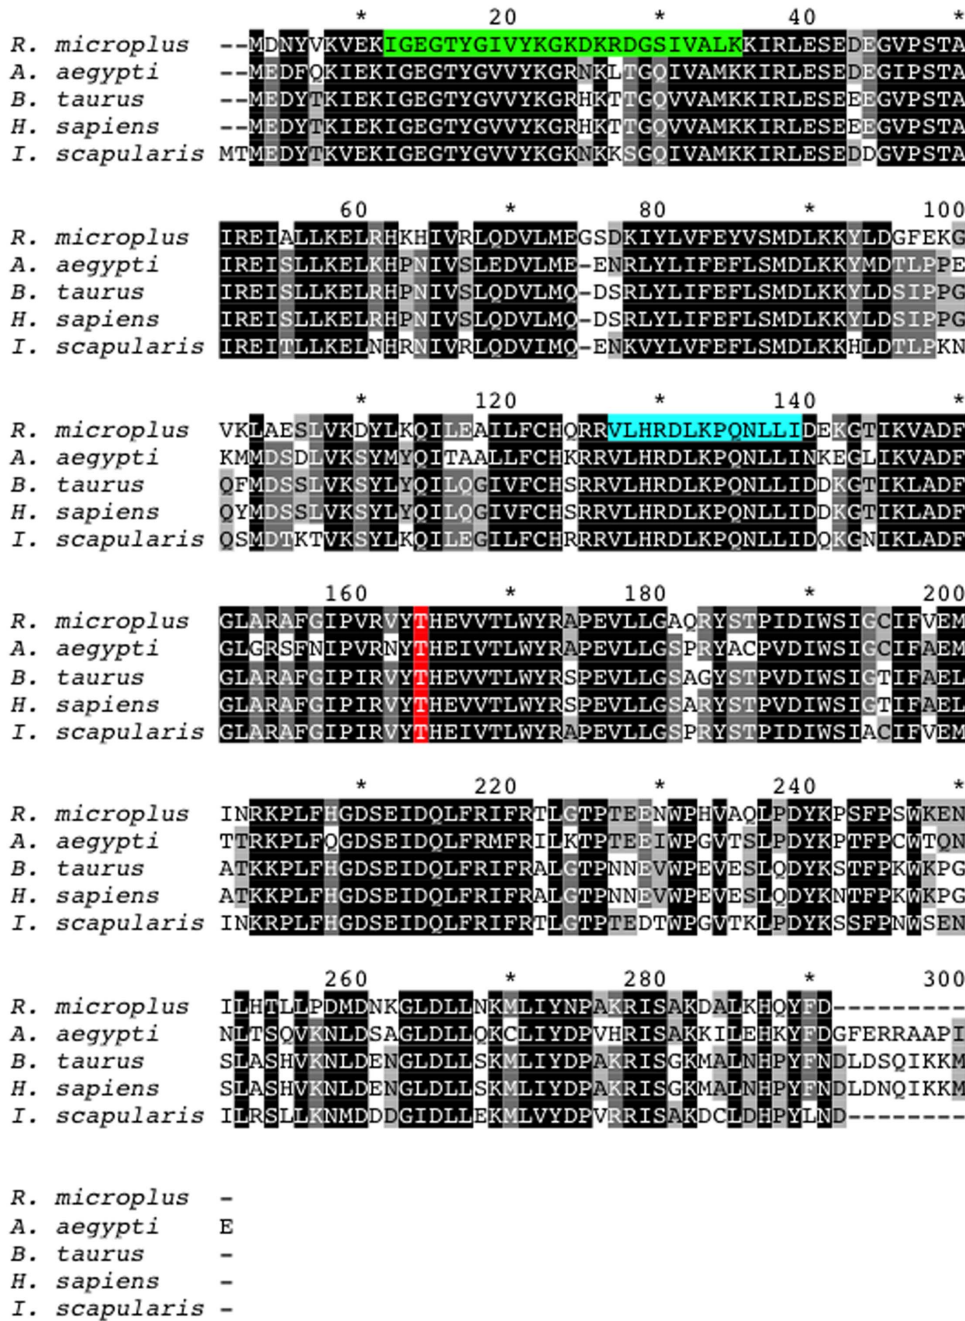 * 20 * 40 *
R. microplus --MDNYVKVEKIGEGTYGIVYKGKDKRDGSIVALKKIRLESEDEGVPSTA
A. aegypti --MEDFQKIEKIGEGTYGVVYKGRNKLTGQIVAMKKIRLESEDEGIPSTA
B. taurus --MEDYTKIEKIGEGTYGVVYKGRHKTTGQVVAMKKIRLESEEEGVPSTA
H. sapiens --MEDYTKIEKIGEGTYGVVYKGRHKTTGQVVAMKKIRLESEEEGVPSTA
I. scapularis MTMEDYTKVEKIGEGTYGVVYKGKNKKSGQIVAMKKIRLESEDDGVPSTA
60 * 80 * 100
R. microplus IREIALLKELRHKHIVRLQDVLMEGSDKIYLVFEYVSMDLKKYLDGFEKG
A. aegypti IREISLLKELKHPNIVSLEDVLME-ENRLYLIFEFLSMDLKKYMDTLPPE
B. taurus IREISLLKELRHPNIVSLQDVLMQ-DSRLYLIFEFLSMDLKKYLDSIPPG
H. sapiens IREISLLKELRHPNIVSLQDVLMQ-DSRLYLIFEFLSMDLKKYLDSIPPG
I. scapularis IREITLLKELNHRNIVRLQDVIMQ-ENKVYLVFEFLSMDLKKHLDTLPKN
* 120 * 140 *
R. microplus VKLAESLVKDYLKQILEAILFCHQRRVLHRDLKPQNLLIDEKGTIKVADF
A. aegypti KMMDSDLVKSYMYQITAALLFCHKRRVLHRDLKPQNLLINKEGLIKVADF
B. taurus QFMDSSLVKSYLYQILQGIVFCHSRRVLHRDLKPQNLLIDDKGTIKLADF
H. sapiens QYMDSSLVKSYLYQILQGIVFCHSRRVLHRDLKPQNLLIDDKGTIKLADF
I. scapularis QSMDTKTVKSYLKQILEGILFCHRRRVLHRDLKPQNLLIDQKGNIKLADF
160 * 180 * 200
R. microplus GLARAFGIPVRVYTHEVVTLWYRAPEVLLGAQRYSTPIDIWSIGCIFVEM
A. aegypti GLGRSFNIPVRNYTHEIVTLWYRAPEVLLGSPRYACPVDIWSIGCIFAEM
B. taurus GLARAFGIPIRVYTHEVVTLWYRSPEVLLGSAGYSTPVDIWSIGTIFAEL
H. sapiens GLARAFGIPIRVYTHEVVTLWYRSPEVLLGSARYSTPVDIWSIGTIFAEL
I. scapularis GLARAFGIPIRVYTHEIVTLWYRAPEVLLGSPRYSTPIDIWSIACIFVEM
* 220 * 240 *
R. microplus INRKPLFHGDSEIDQLFRIFRTLGTPTEENWPHVAQLPDYKPSFPSWKEN
A. aegypti TTRKPLFQGDSEIDQLFRMFRILKTPTEEIWPGVTSLPDYKPTFPCWTQN
B. taurus ATKKPLFHGDSEIDQLFRIFRALGTPNNEVWPEVESLQDYKSTFPKWKPG
H. sapiens ATKKPLFHGDSEIDQLFRIFRALGTPNNEVWPEVESLQDYKNTFPKWKPG
I. scapularis INKRPLFHGDSEIDQLFRIFRTLGTPTEDTWPGVTKLPDYKSSFPNWSEN
260 * 280 * 300
R. microplus ILHTLLPDMDNKGLDLLNKMLIYNPAKRISAKDALKHQYFD---------
A. aegypti NLTSQVKNLDSAGLDLLQKCLIYDPVHRISAKKILEHKYFDGFERRAAPI
B. taurus SLASHVKNLDENGLDLLSKMLIYDPAKRISGKMALNHPYFNDLDSQIKKM
H. sapiens SLASHVKNLDENGLDLLSKMLIYDPAKRISGKMALNHPYFNDLDNQIKKM
I. scapularis ILRSLLKNMDDDGIDLLEKMLVYDPVRRISAKDCLDHPYLND--------
R. microplus -
A. aegypti E
B. taurus -
H. sapiens -
I. scapularis -